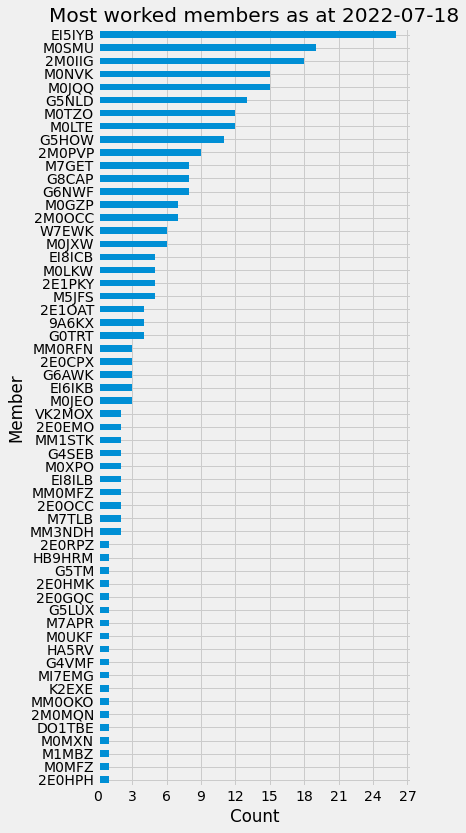 Most worked members as at 2022-07-18
EI5IYB
M0SMU
2M0IIG
M0NVK
M0JQQ
G5NLD
M0TZO
M0LTE
G5HOW
2M0PVP
M7GET
G8CAP
G6NWF
M0GZP
2M0OCC
W7EWK
M0JXW
EI8ICB
M0LKW
2E1PKY
M5JFS
2E1OAT
9A6KX
G0TRT
MM0RFN
2E0CPX
G6AWK
EI6IKB
M0JEO
VK2MOX
2E0EMO
MM1STK
G4SEB
M0XPO
EI8ILB
MM0MFZ
2E0OCC
M7TLB
MM3NDH
2E0RPZ
HB9HRM
G5TM
2E0HMK
2E0GQC
G5LUX
M7APR
M0UKF
HA5RV
G4VMF
MI7EMG
K2EXE
MM0OKO
2M0MQN
DO1TBE
M0MXN
M1MBZ
M0MFZ
2E0HPH
Member
0 3 6 9 12 15 18 21 24 27
Count